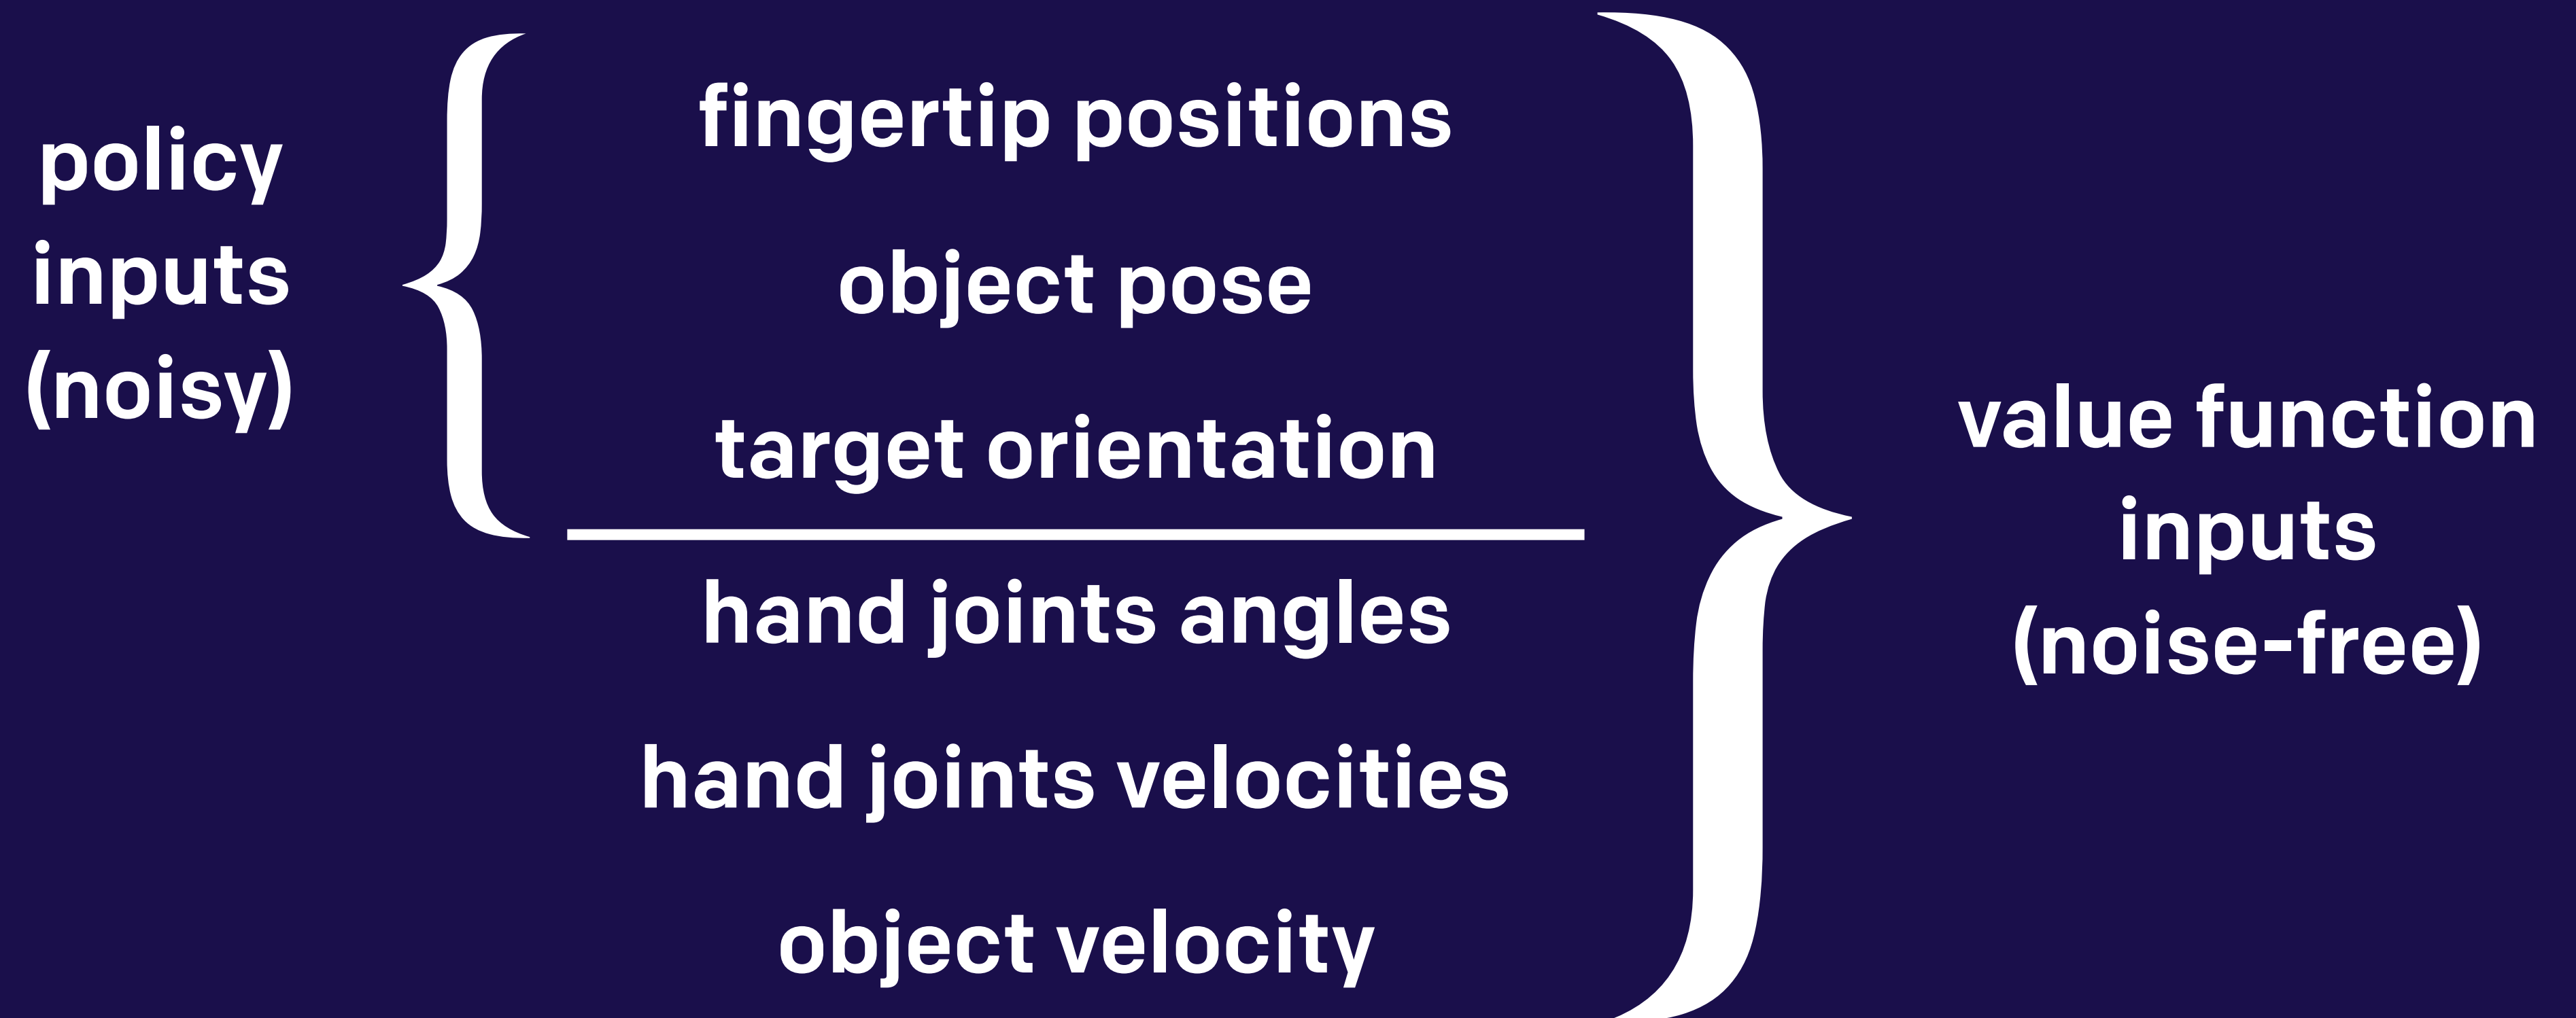 policy
inputs
(noisy)
fingertip positions
object pose
target orientation
hand joints angles
hand joints velocities
object velocity
value function
inputs
(noise-free)